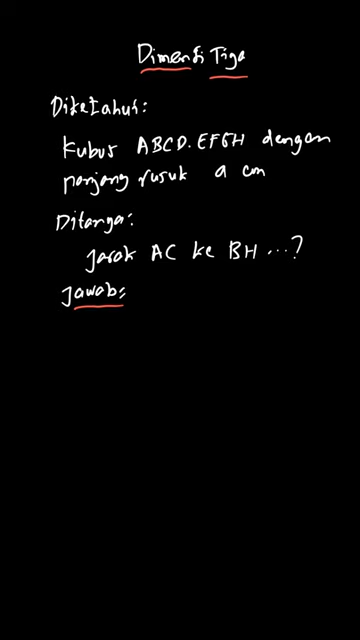 Dimensi Tiga
Diketahui:
Kubus ABCD.EFGH dengan
panjang rusuk a cm
Ditanya:
Jarak AC ke BH ...?
Jawab: